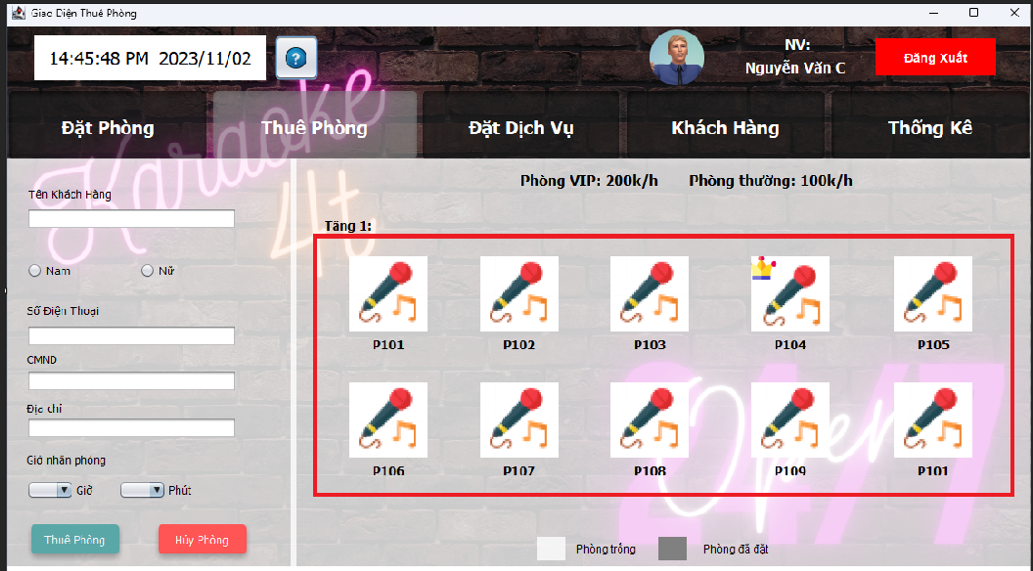 Giao Diện Thuê Phòng
14:45:48 PM 2023/11/02
?
NV:
Nguyễn Văn C
Đăng Xuất
Đặt Phòng
Thuê Phòng
Đặt Dịch Vụ
Khách Hàng
Thống Kê
Karaoke
4t
Phòng VIP: 200k/h
Phòng thường: 100k/h
Tên Khách Hàng
Nam
Nữ
Số Điện Thoại
CMND
Địa chỉ
Giờ nhân phòng
Giờ
Phút
Thuê Phòng
Hủy Phòng
Tầng 1:
P101
P102
P103
P104
P105
P106
P107
P108
P109
P101
Open
24/7
Phòng trống
Phòng đã đặt